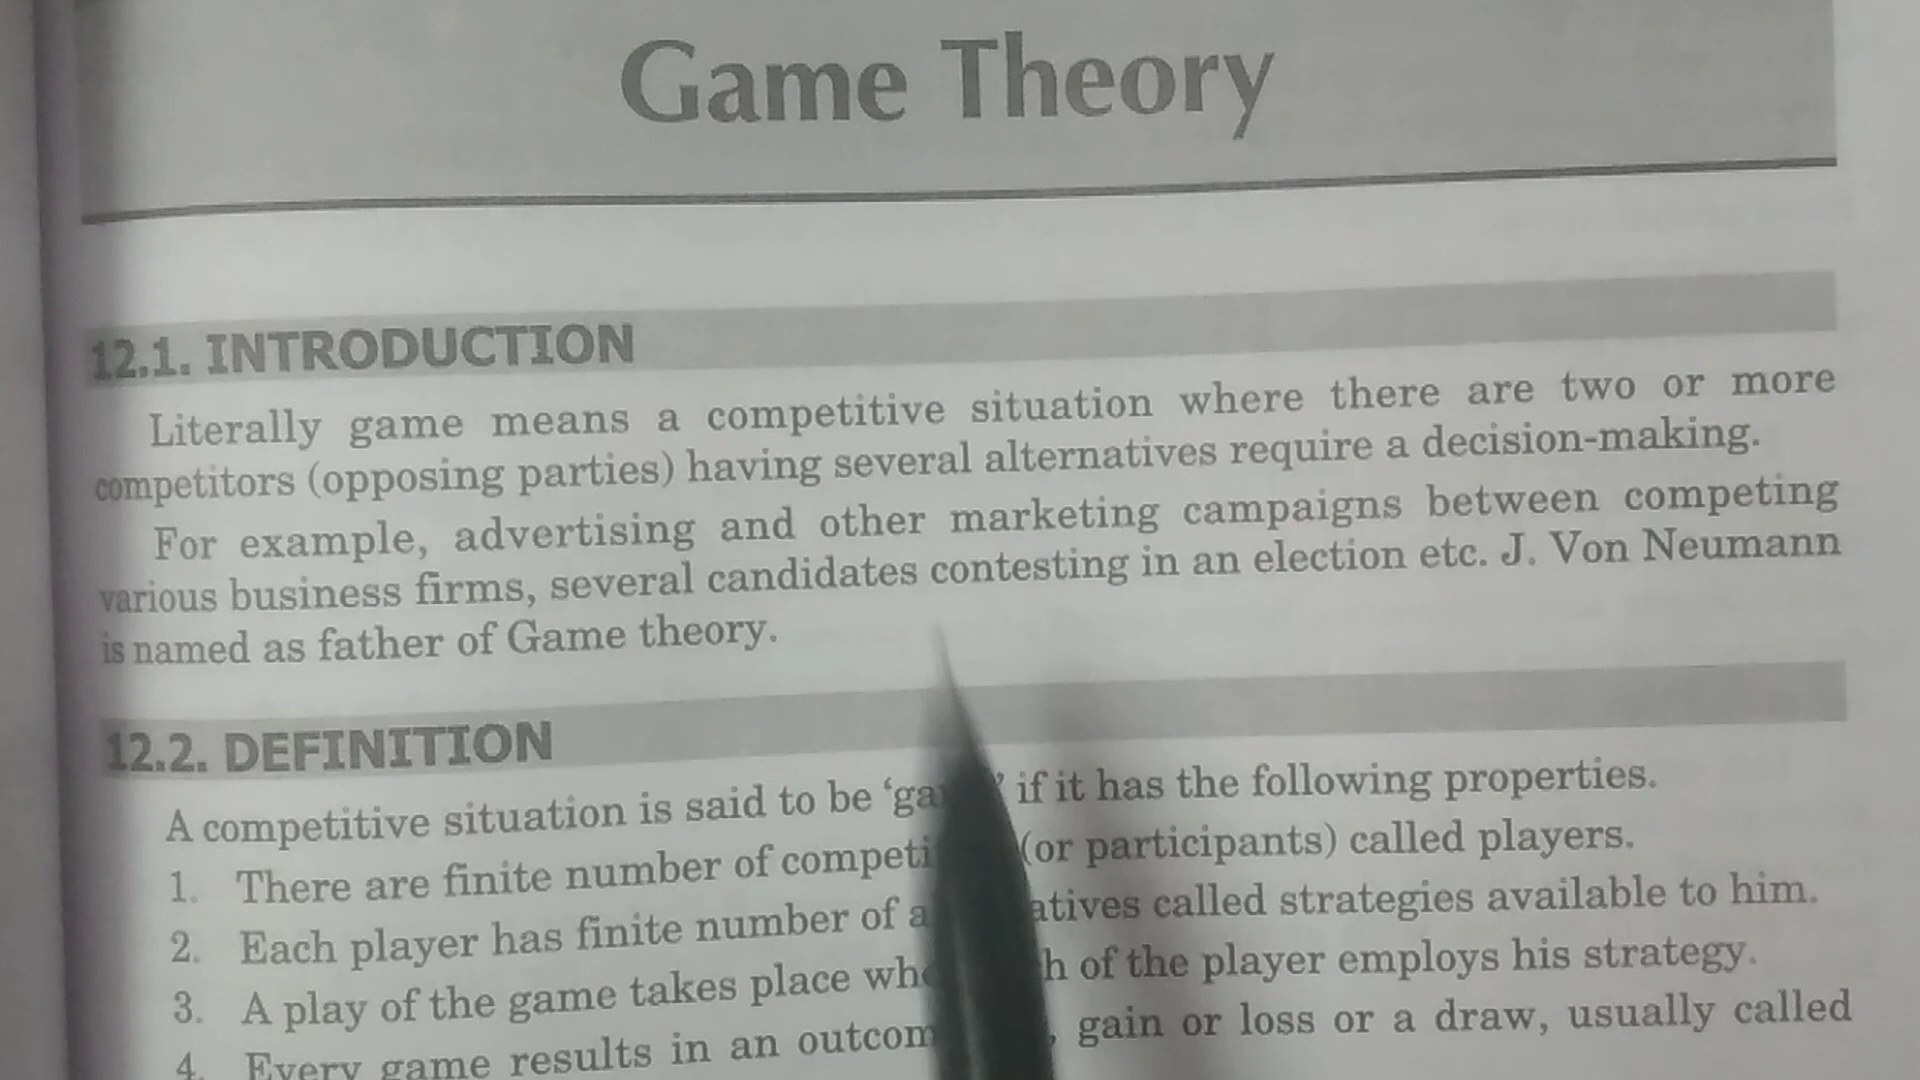 Game Theory
12.1. INTRODUCTION
Literally game means a competitive situation where there are two or more
competitors (opposing parties) having several alternatives require a decision-making.
For example, advertising and other marketing campaigns between competing
various business firms, several candidates contesting in an election etc. J. Von Neumann
is named as father of Game theory.
12.2. DEFINITION
A competitive situation is said to be if it has the following properties.
1. There are finite number of (or participants) called players.
2. Each player has finite number of called strategies available to him.
3. A play of the game takes place of the player employs his strategy.
4. Every game results in an gain or loss or a draw, usually called